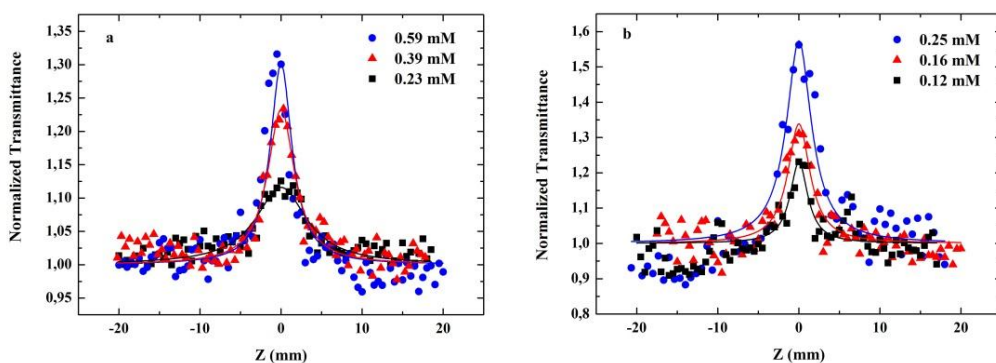 a
0.59 mM
0.39 mM
0.23 mM
1,35
1,30
1,25
1,20
1,15
1,10
1,05
1,00
0,95
Normalized Transmittance
-20 -10 0 10 20
Z (mm)
b
0.25 mM
0.16 mM
0.12 mM
1,6
1,5
1,4
1,3
1,2
1,1
1,0
0,9
0,8
Normalized Transmittance
-20 -10 0 10 20
Z (mm)